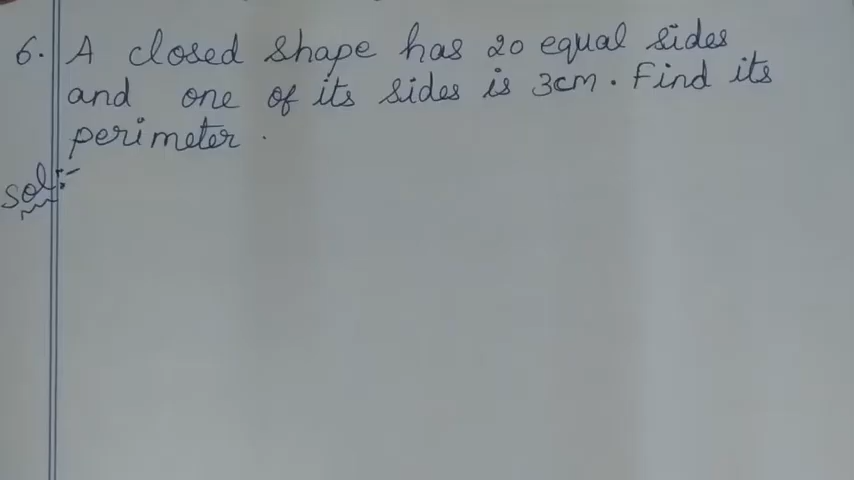 6. A closed shape has 20 equal sides
and one of its sides is 3cm. Find its
perimeter.
Sol:-